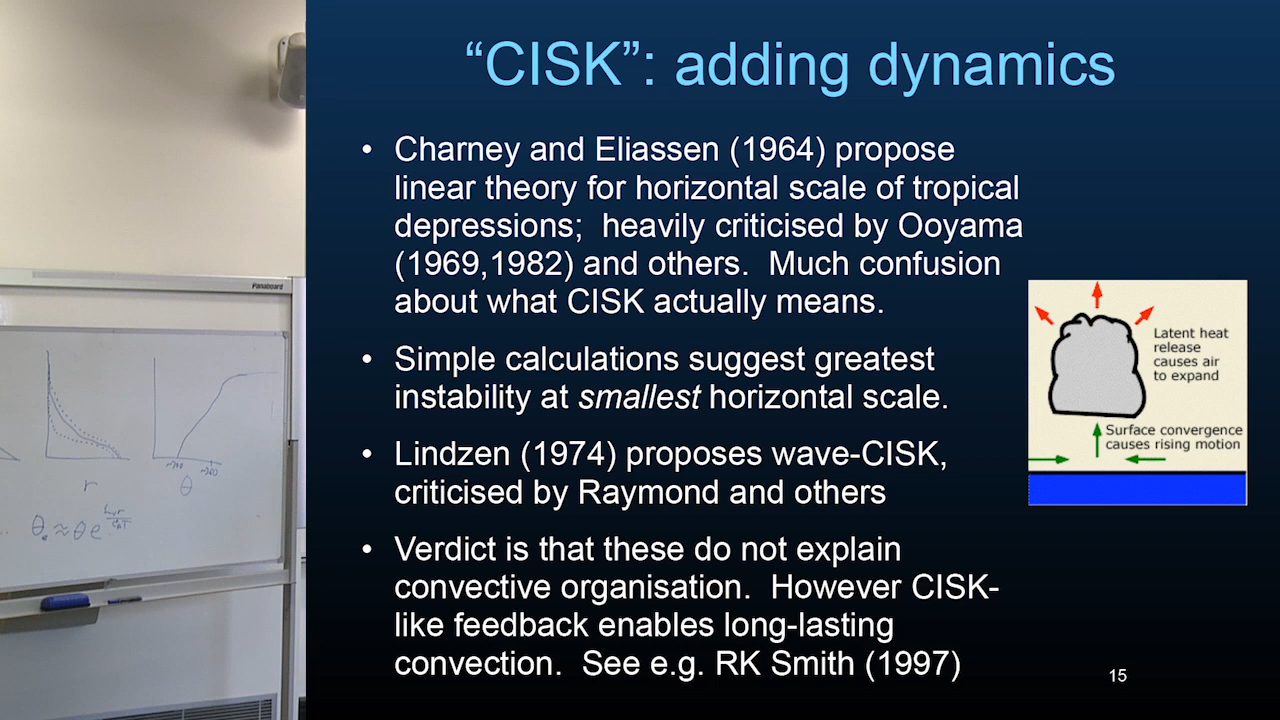 “CISK”: adding dynamics
• Charney and Eliassen (1964) propose
linear theory for horizontal scale of tropical
depressions;  heavily criticised by Ooyama
(1969,1982) and others.  Much confusion
about what CISK actually means.
• Simple calculations suggest greatest
instability at smallest horizontal scale.
• Lindzen (1974) proposes wave-CISK,
criticised by Raymond and others
• Verdict is that these do not explain
convective organisation.  However CISK-
like feedback enables long-lasting
convection.  See e.g. RK Smith (1997)
Latent heat
release
causes air
to expand
Surface convergence
causes rising motion
15
Panaboard
r
θ